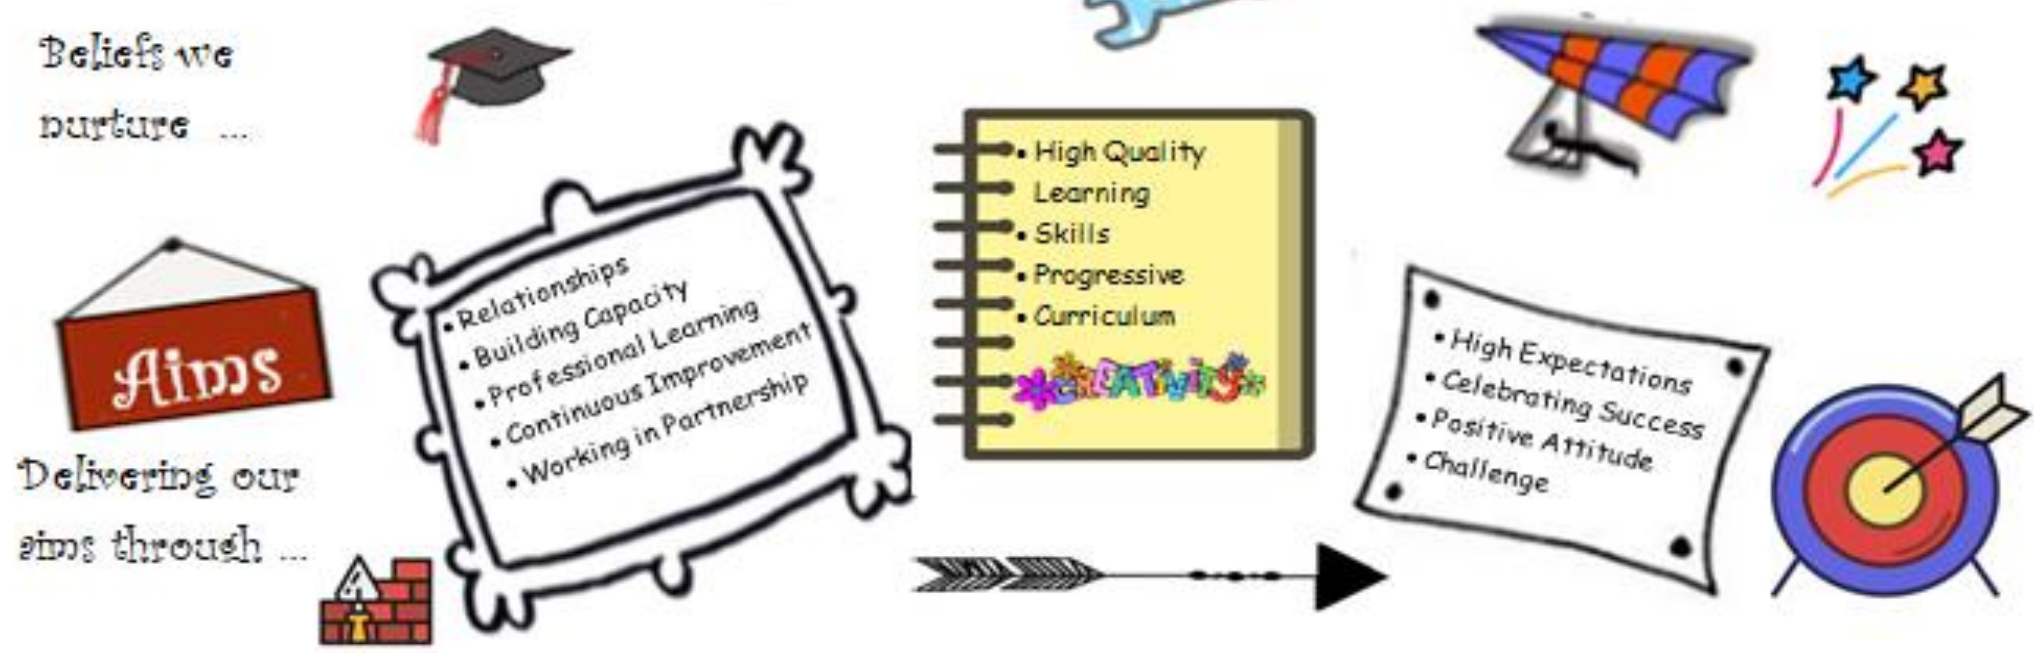 Beliefs we
nurture ...
Aims
Delivering our
aims through ...
• Relationships
• Building Capacity
• Professional Learning
• Continuous Improvement
• Working in Partnership
• High Quality
Learning
• Skills
• Progressive
• Curriculum
CREATIVITY
• High Expectations
• Celebrating Success
• Positive Attitude
• Challenge